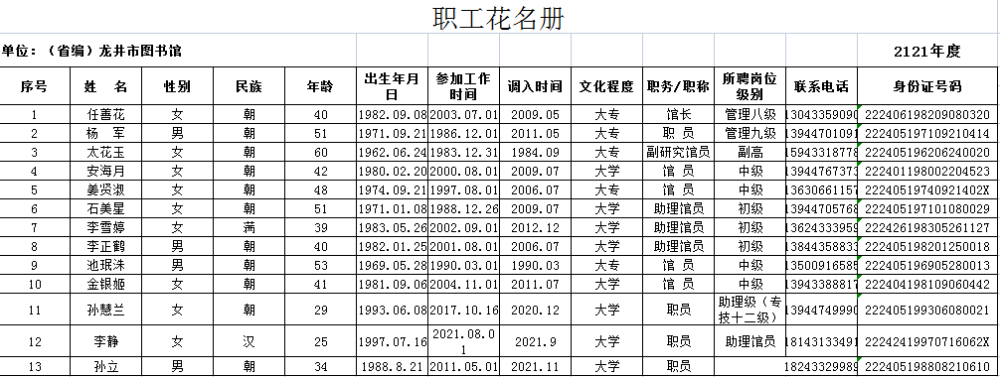 职工花名册
单位：（省编）龙井市图书馆 2121年度
序号 姓 名 性别 民族 年龄 出生年月日 参加工作时间 调入时间 文化程度 职务/职称 所聘岗位级别 联系电话 身份证号码
1 任善花 女 朝 40 1982.09.08 2003.07.01 2009.05 大专 馆长 管理八级 13043359090 222406198209080320
2 杨 军 男 朝 51 1971.09.21 1986.12.01 2011.05 大专 职 员 管理九级 13944701091 222405197109210414
3 太花玉 女 朝 60 1962.06.24 1983.12.31 1984.09 大专 副研究馆员 副高 15943318778 222405196206240020
4 安海月 女 朝 42 1980.02.20 2000.08.01 2009.07 大学 馆 员 中级 13944767373 222401198002204523
5 姜贤淑 女 朝 48 1974.09.21 1997.08.01 2006.07 大专 馆 员 中级 13630661157 22240519740921402X
6 石美星 女 朝 51 1971.01.08 1988.12.26 2009.07 大学 助理馆员 初级 13944705768 222405197101080029
7 李雪婷 女 满 39 1983.05.26 2002.09.01 2012.12 大学 助理馆员 初级 13624333959 222426198305261127
8 李正鹤 男 朝 40 1982.01.25 2001.08.01 2006.07 大学 助理馆员 初级 13844358833 222405198201250018
9 池珉洙 男 朝 53 1969.05.28 1990.03.01 1990.03 大专 馆 员 中级 13500916585 222405196905280013
10 金银姬 女 朝 41 1981.09.06 2004.11.01 2011.07 大学 馆 员 中级 13943388817 222404198109060442
11 孙慧兰 女 朝 29 1993.06.08 2017.10.16 2020.12 大学 职员 助理级（专技十二级） 13944749990 222405199306080021
12 李静 女 汉 25 1997.07.16 2021.08.01 2021.9 大学 职员 助理馆员 18143133491 22242419970716062X
13 孙立 男 朝 34 1988.8.21 2011.05.01 2021.11 大学 职员 18243329989 222405198808210610